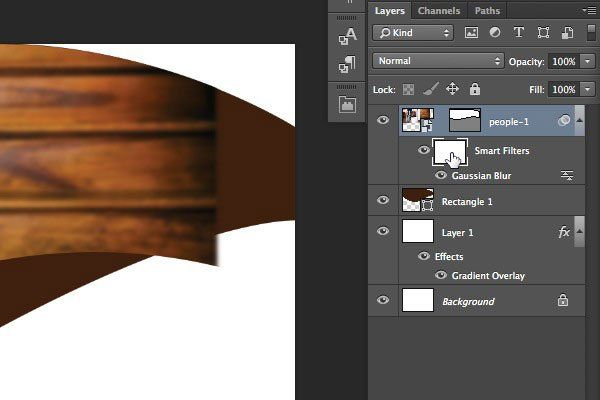 Layers Channels Paths
Kind
Normal Opacity: 100%
Lock: Fill: 100%
people-1
Smart Filters
Gaussian Blur
Rectangle 1
Layer 1 fx
Effects
Gradient Overlay
Background